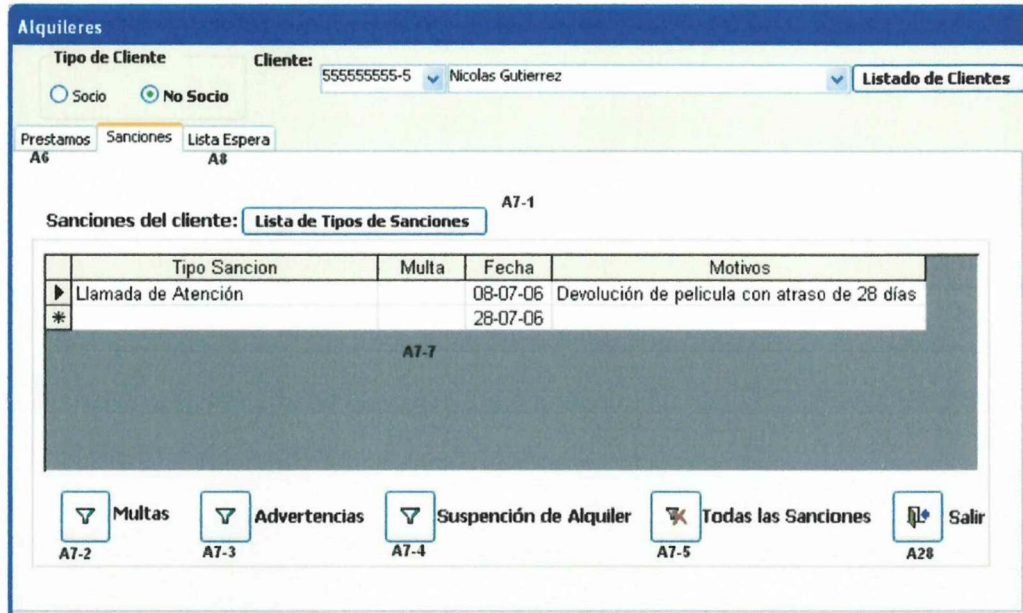 Alquileres
Tipo de Cliente
Socio No Socio
Cliente: 555555555-5 Nicolas Gutierrez Listado de Clientes
Prestamos Sanciones Lista Espera
A6 A8
A7-1
Sanciones del cliente: Lista de Tipos de Sanciones
Tipo Sancion Multa Fecha Motivos
Llamada de Atención 08-07-06 Devolución de pelicula con atraso de 28 días
28-07-06
A7-7
Multas Advertencias Suspención de Alquiler Todas las Sanciones Salir
A7-2 A7-3 A7-4 A7-5 A28